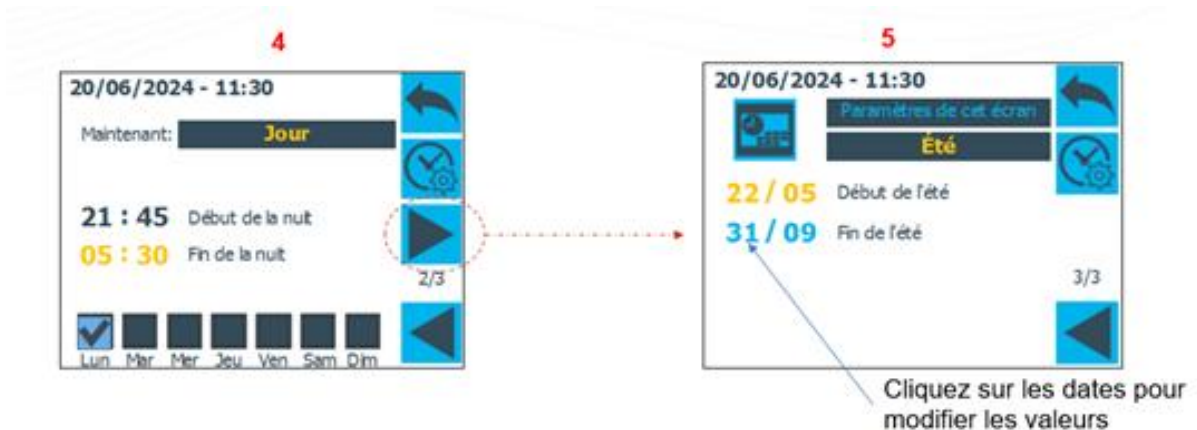 4
20/06/2024 - 11:30
Maintenant: Jour
21 : 45 Début de la nuit
05 : 30 Fin de la nuit
2/3
Lun Mar Mer Jeu Ven Sam Dim
5
20/06/2024 - 11:30
Paramètres de cet écran
Été
22 / 05 Début de l'été
31 / 09 Fin de l'été
3/3
Cliquez sur les dates pour
modifier les valeurs